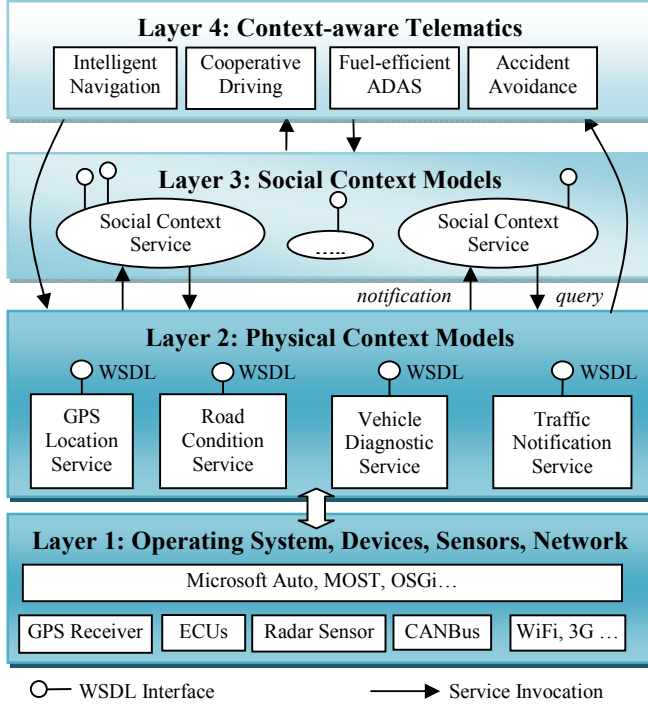 Layer 4: Context-aware Telematics
Intelligent
Navigation
Cooperative
Driving
Fuel-efficient
ADAS
Accident
Avoidance
Layer 3: Social Context Models
Social Context
Service
.....
Social Context
Service
notification
query
Layer 2: Physical Context Models
WSDL
WSDL
WSDL
WSDL
GPS
Location
Service
Road
Condition
Service
Vehicle
Diagnostic
Service
Traffic
Notification
Service
Layer 1: Operating System, Devices, Sensors, Network
Microsoft Auto, MOST, OSGi…
GPS Receiver
ECUs
Radar Sensor
CANBus
WiFi, 3G …
WSDL Interface
Service Invocation